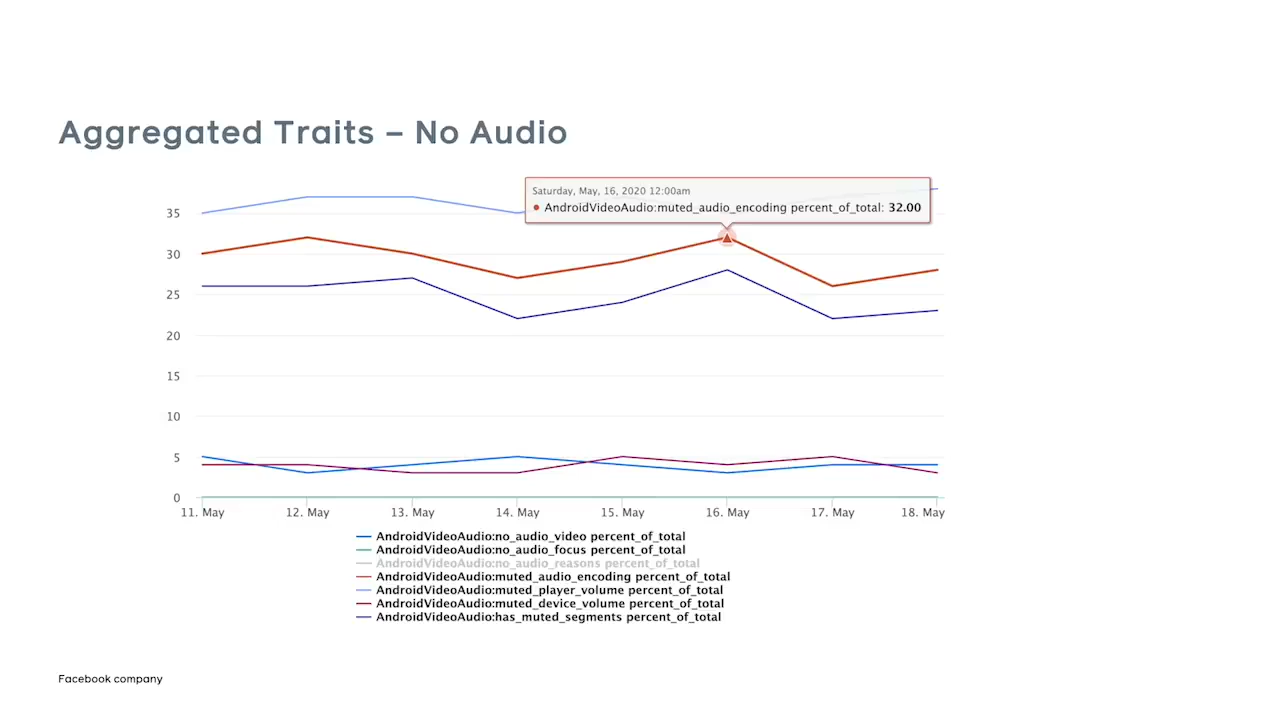 Aggregated Traits – No Audio
Saturday, May, 16, 2020 12:00am
AndroidVideoAudio:muted_audio_encoding percent_of_total: 32.00
35
30
25
20
15
10
5
0
11. May 12. May 13. May 14. May 15. May 16. May 17. May 18. May
AndroidVideoAudio:no_audio_video percent_of_total
AndroidVideoAudio:no_audio_focus percent_of_total
AndroidVideoAudio:no_audio_reasons percent_of_total
AndroidVideoAudio:muted_audio_encoding percent_of_total
AndroidVideoAudio:muted_player_volume percent_of_total
AndroidVideoAudio:muted_device_volume percent_of_total
AndroidVideoAudio:has_muted_segments percent_of_total
Facebook company